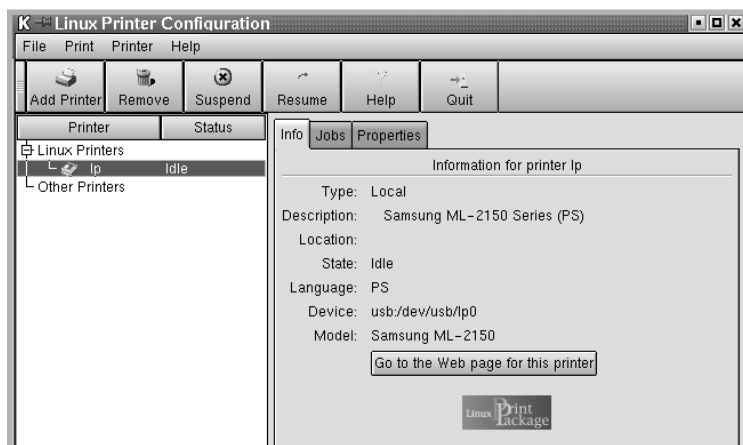 Linux Printer Configuration
File Print Printer Help
Add Printer Remove Suspend Resume Help Quit
Printer Status
Linux Printers
lp Idle
Other Printers
Info Jobs Properties
Information for printer lp
Type: Local
Description: Samsung ML-2150 Series (PS)
Location:
State: Idle
Language: PS
Device: usb:/dev/usb/lp0
Model: Samsung ML-2150
Go to the Web page for this printer
Linux Print Package